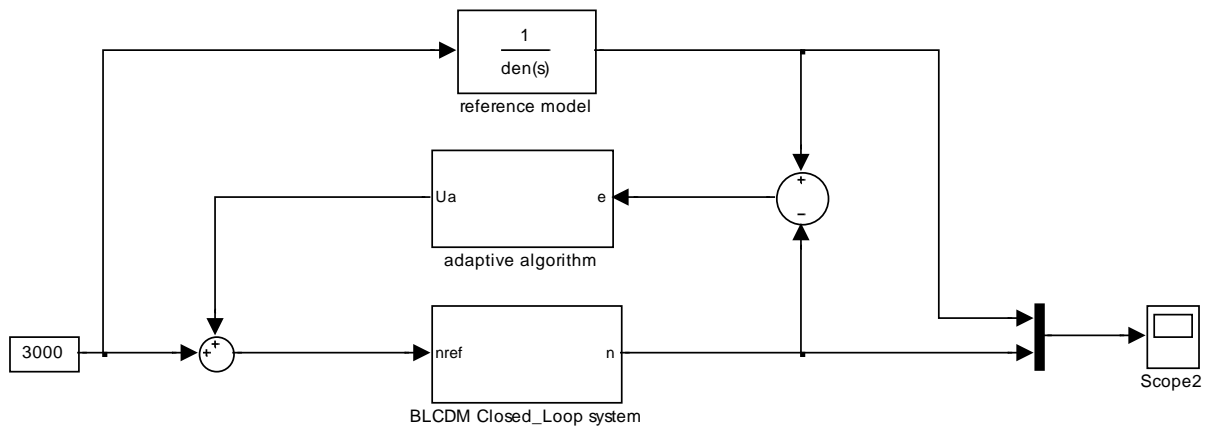 1
den(s)
reference model
+
−
Ua
e
adaptive algorithm
3000
+
+
nref
n
BLCDM Closed_Loop system
Scope2